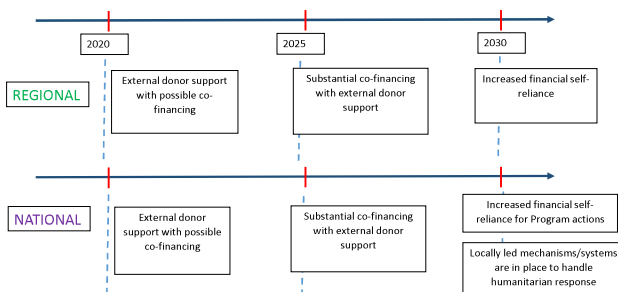 2020
2025
2030
REGIONAL
External donor support
with possible co-
financing
Substantial co-financing
with external donor
support
Increased financial self-
reliance
NATIONAL
External donor
support with possible
co-financing
Substantial co-financing
with external donor
support
Increased financial self-
reliance for Program actions
Locally led mechanisms/systems
are in place to handle
humanitarian response